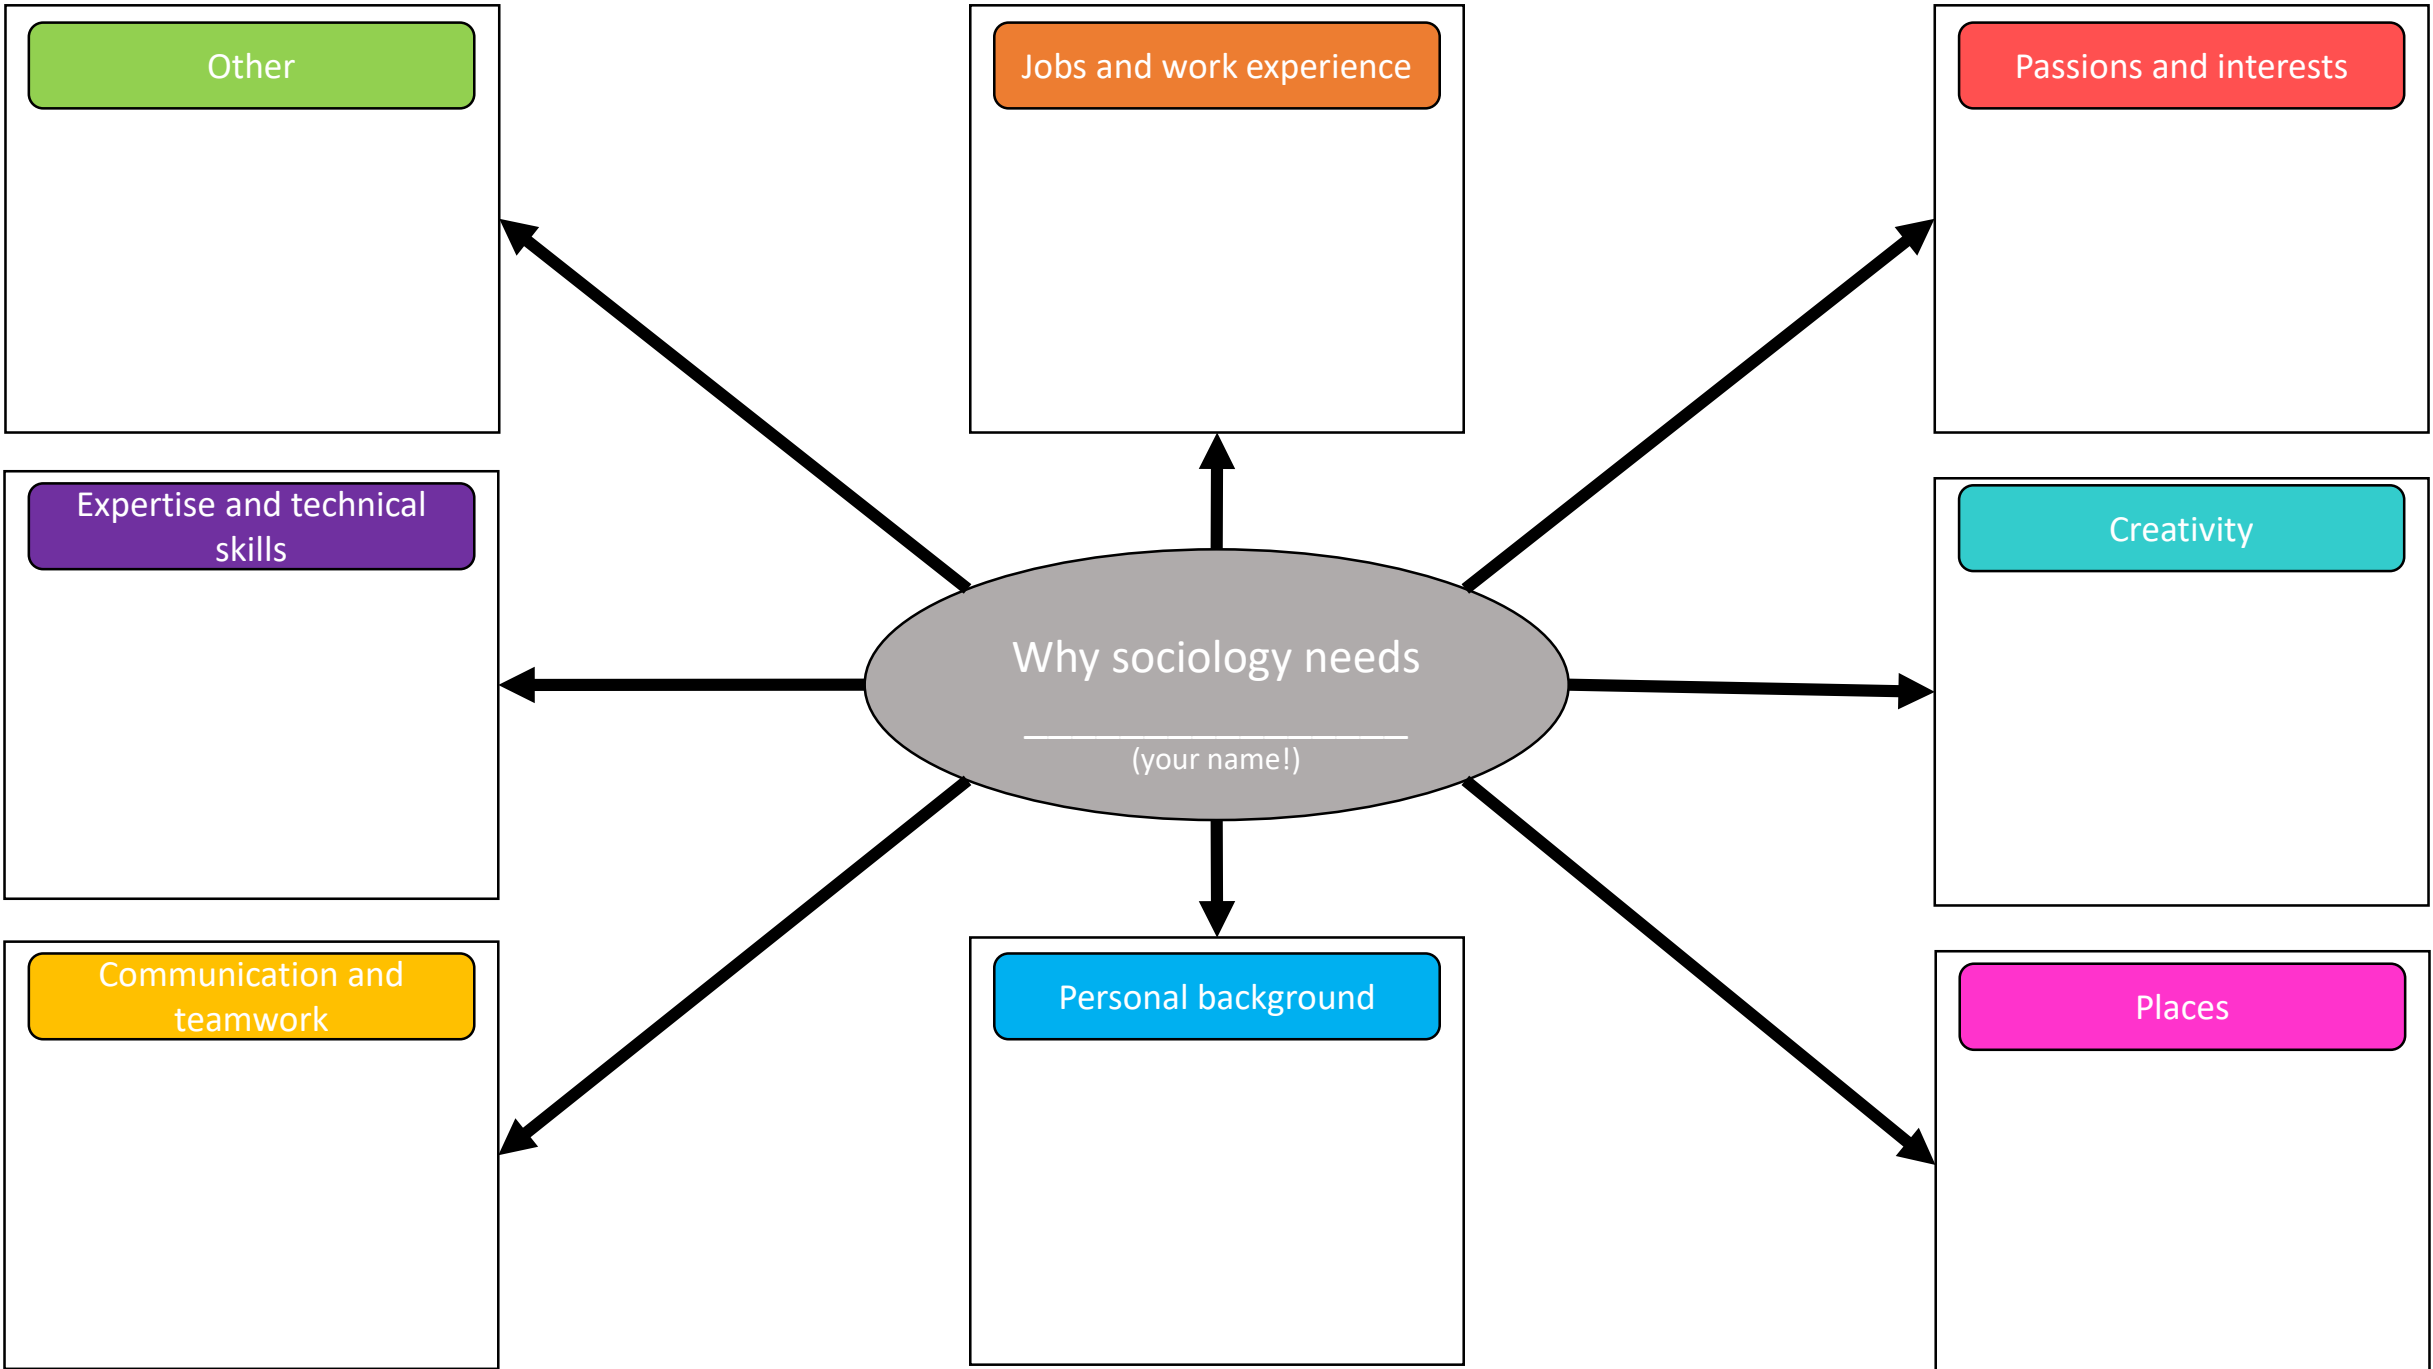 Other
Jobs and work experience
Passions and interests
Expertise and technical
skills
Creativity
Why sociology needs
________________
(your name!)
Communication and
teamwork
Personal background
Places